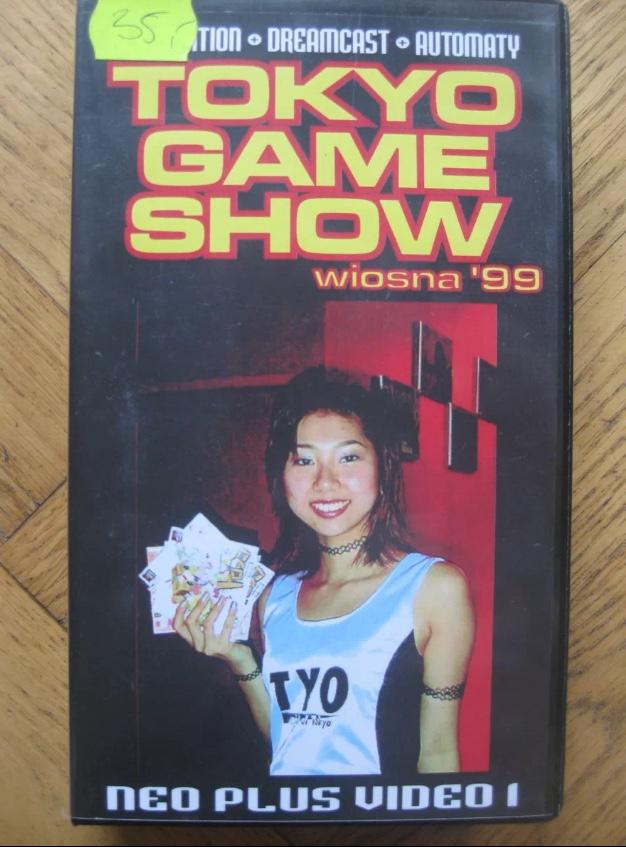 35,-
TION + DREAMCAST + AUTOMATY
TOKYO
GAME
SHOW
wiosna '99
TYO
NEO PLUS VIDEO 1